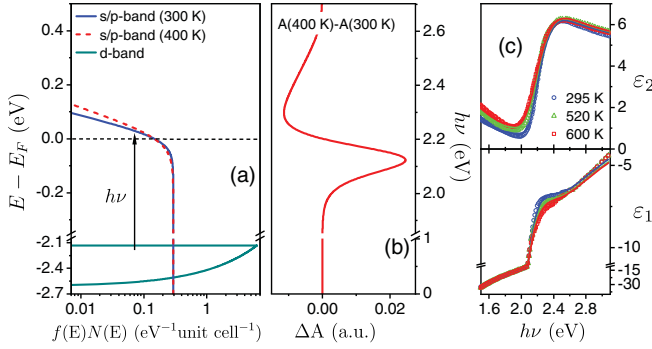 s/p-band (300 K)
s/p-band (400 K)
d-band
0.4
0.2
0.0
-0.2
-2.1
-2.4
-2.7
E − E_F (eV)
hν
(a)
0.01
0.1
1
f(E)N(E) (eV⁻¹unit cell⁻¹)
A(400 K)-A(300 K)
2.6
2.4
2.2
2.0
1
0
hν (eV)
(b)
0.00
0.02
ΔA (a.u.)
(c)
6
4
2
0
ε₂
295 K
520 K
600 K
-5
-10
-15
-30
ε₁
1.6
2.0
2.4
2.8
hν (eV)